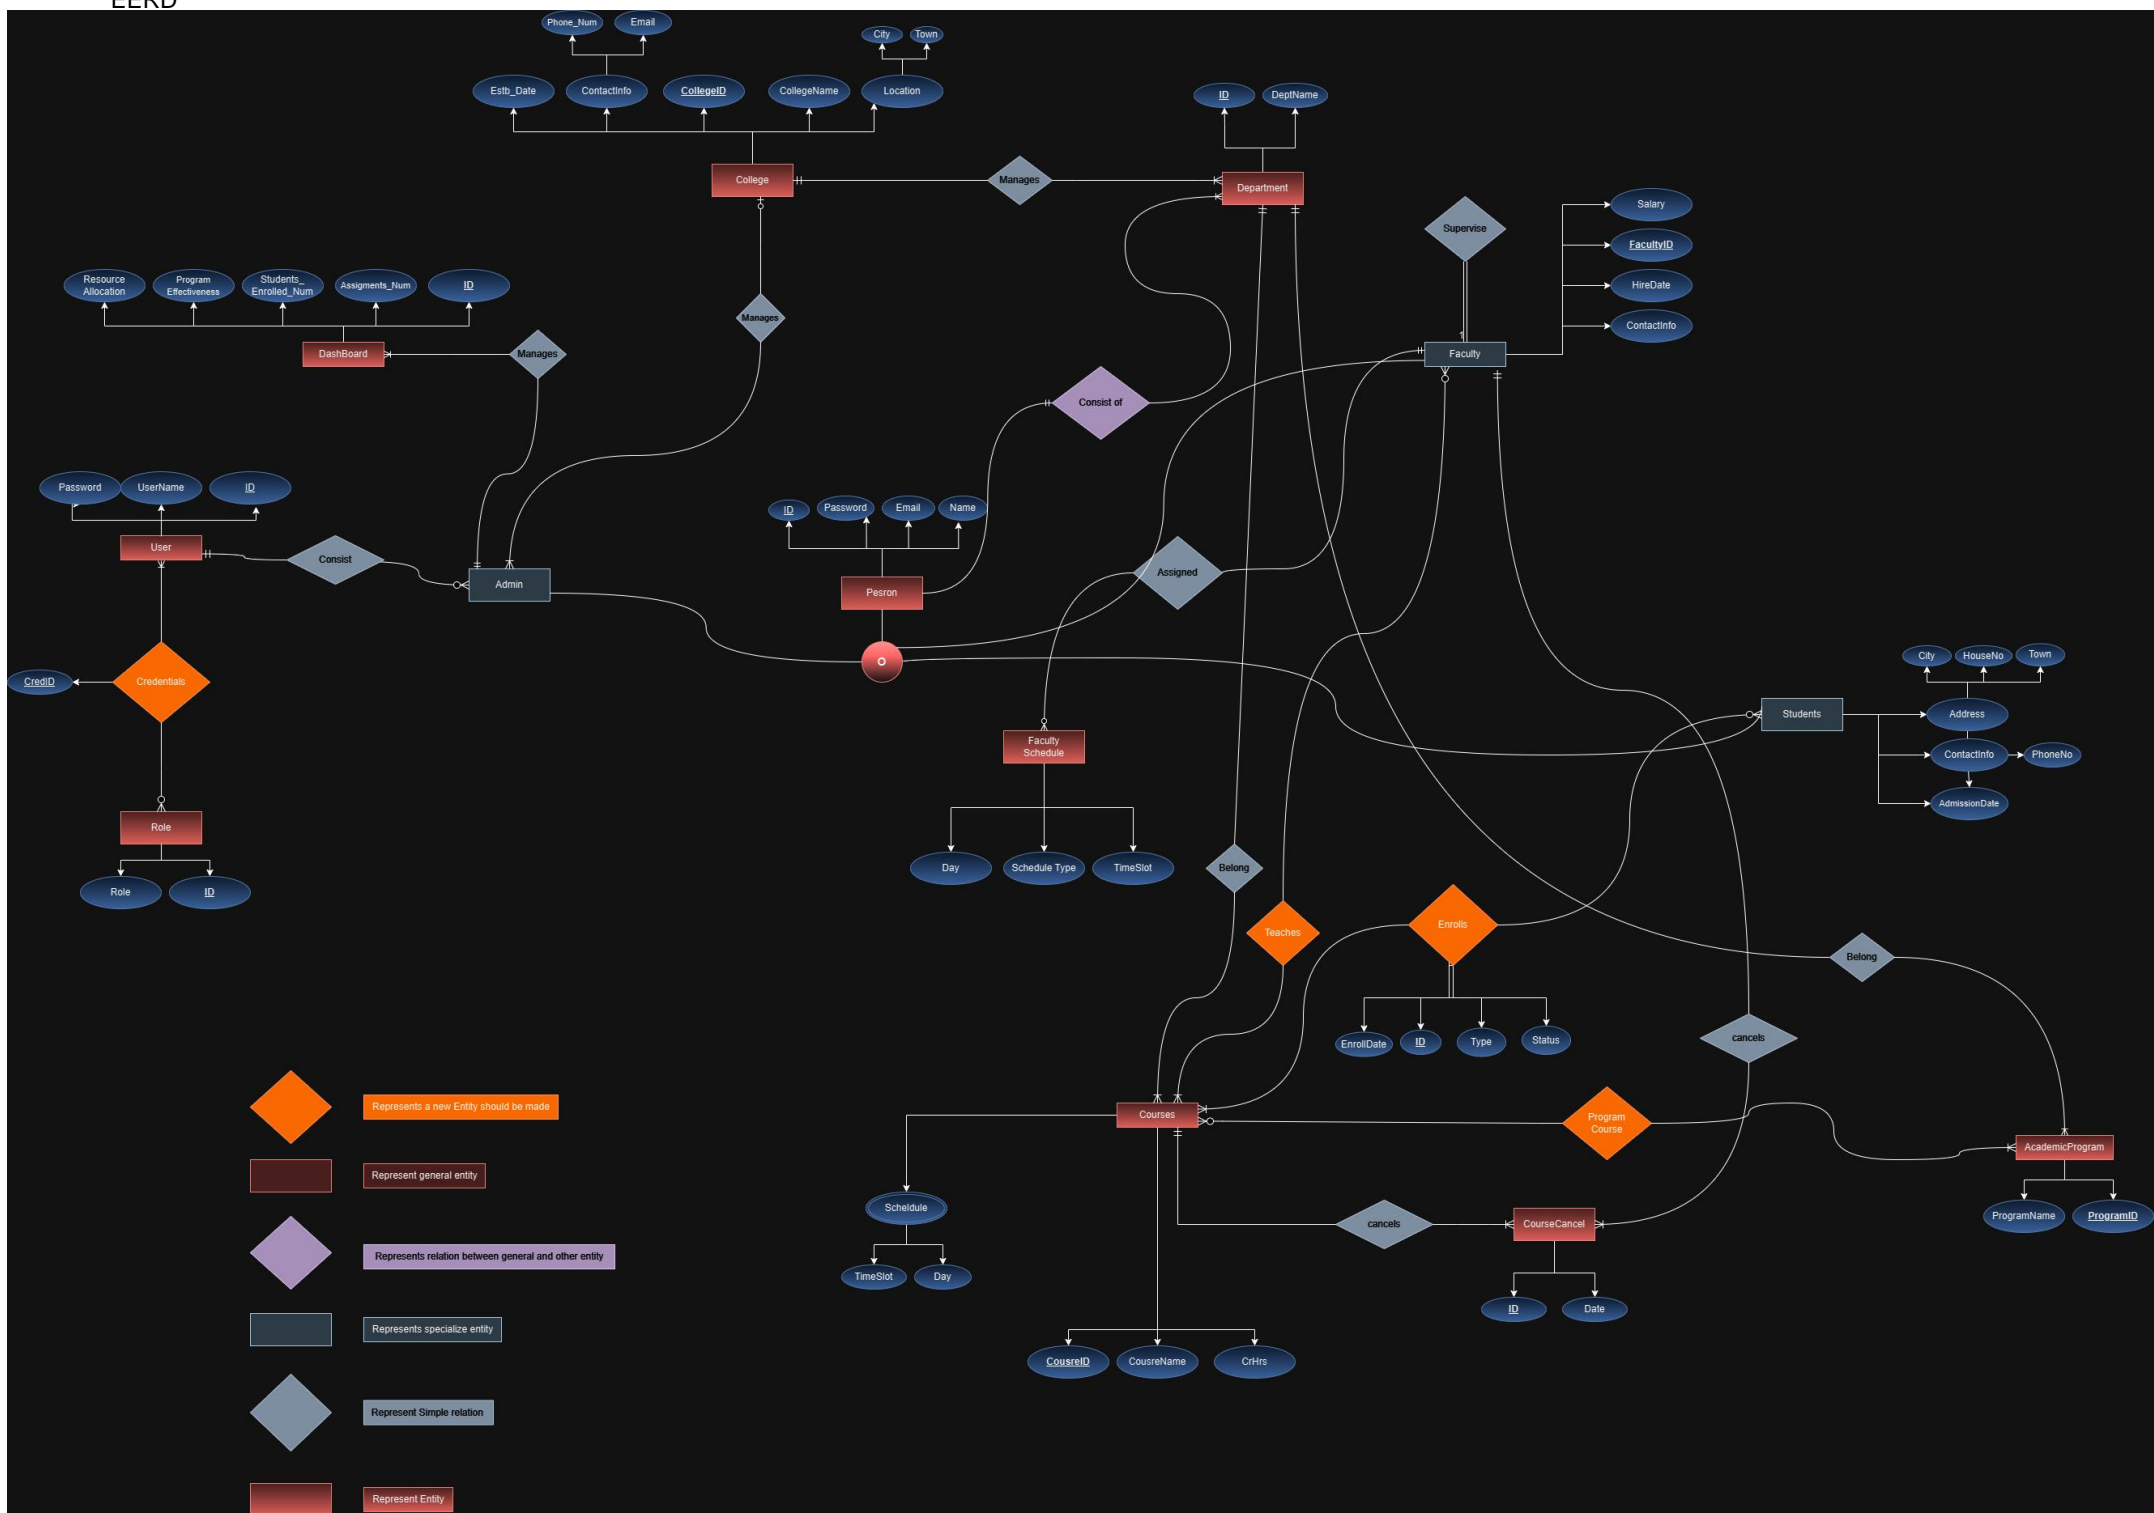 EERD
Phone_Num
Email
City
Town
Estb_Date
ContactInfo
CollegeID
CollegeName
Location
ID
DeptName
College
Manages
Department
Salary
Supervise
FacultyID
HireDate
ContactInfo
Resource
Allocation
Program
Effectiveness
Students_
Enrolled_Num
Assigments_Num
ID
Manages
1
DashBoard
Manages
Faculty
Consist of
Password
UserName
ID
ID
Password
Email
Name
User
Consist
Admin
Pesron
Assigned
O
Credentials
CredID
City
HouseNo
Town
Students
Address
Faculty
Schedule
ContactInfo
PhoneNo
AdmissionDate
Role
Day
Schedule Type
TimeSlot
Belong
Role
ID
Teaches
Enrolls
Belong
EnrollDate
ID
Type
Status
cancels
Represents a new Entity should be made
Courses
Program
Course
AcademicProgram
Represent general entity
Scheldule
ProgramName
ProgramID
cancels
CourseCancel
Represents relation between general and other entity
TimeSlot
Day
ID
Date
Represents specialize entity
CousreID
CousreName
CrHrs
Represent Simple relation
Represent Entity